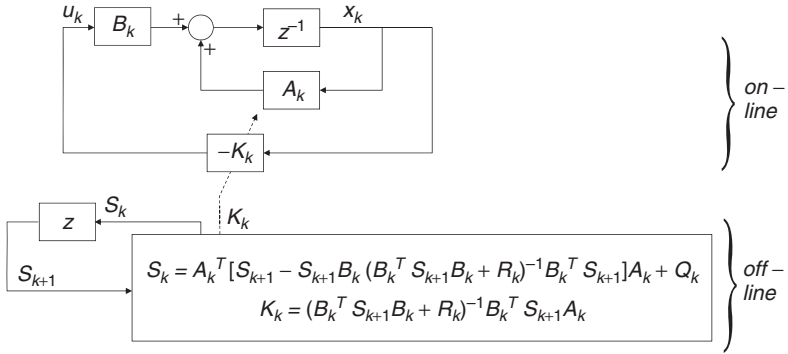 u_k
B_k
+
+
z^{-1}
x_k
A_k
-K_k
on –
line
z
S_k
K_k
S_{k+1}
S_k = A_k^T [S_{k+1} - S_{k+1}B_k (B_k^T S_{k+1}B_k + R_k)^{-1}B_k^T S_{k+1}]A_k + Q_k
K_k = (B_k^T S_{k+1}B_k + R_k)^{-1}B_k^T S_{k+1}A_k
off –
line